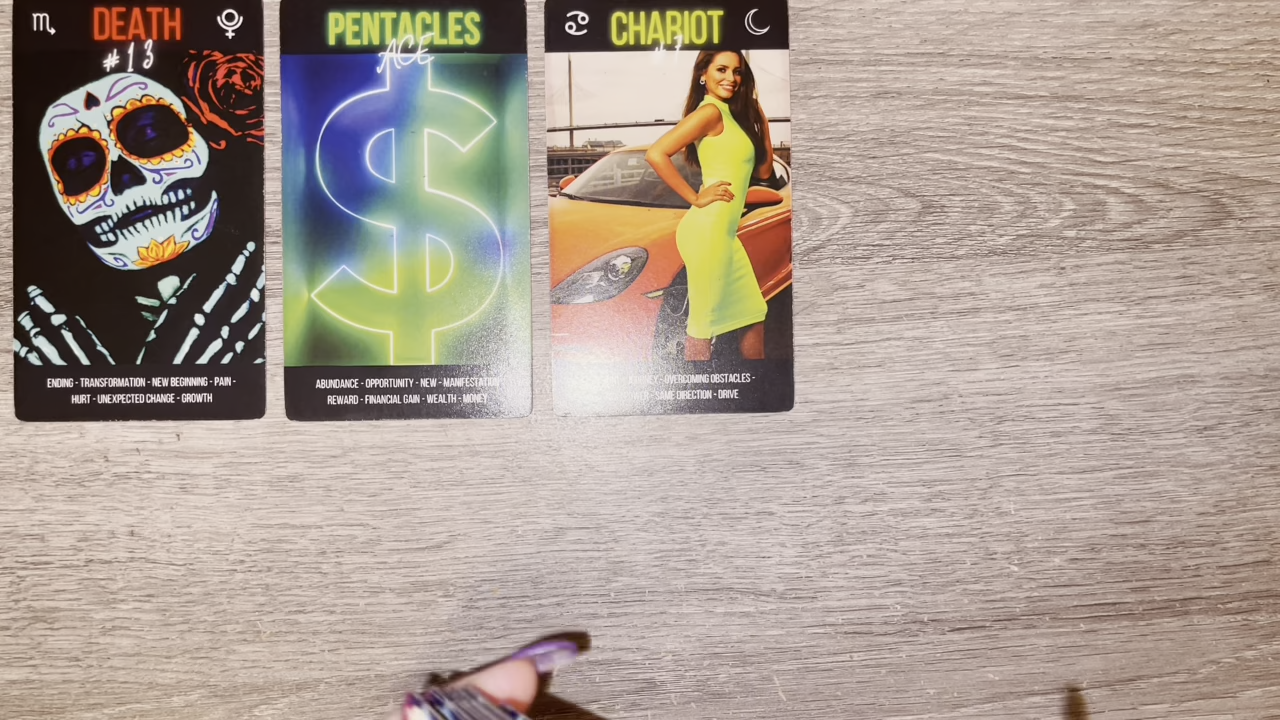 DEATH
#13
ENDING - TRANSFORMATION - NEW BEGINNING - PAIN -
HURT - UNEXPECTED CHANGE - GROWTH
PENTACLES
ACE
ABUNDANCE - OPPORTUNITY - NEW - MANIFESTATION
REWARD - FINANCIAL GAIN - WEALTH - MONEY
CHARIOT
OVERCOMING OBSTACLES -
SAME DIRECTION - DRIVE